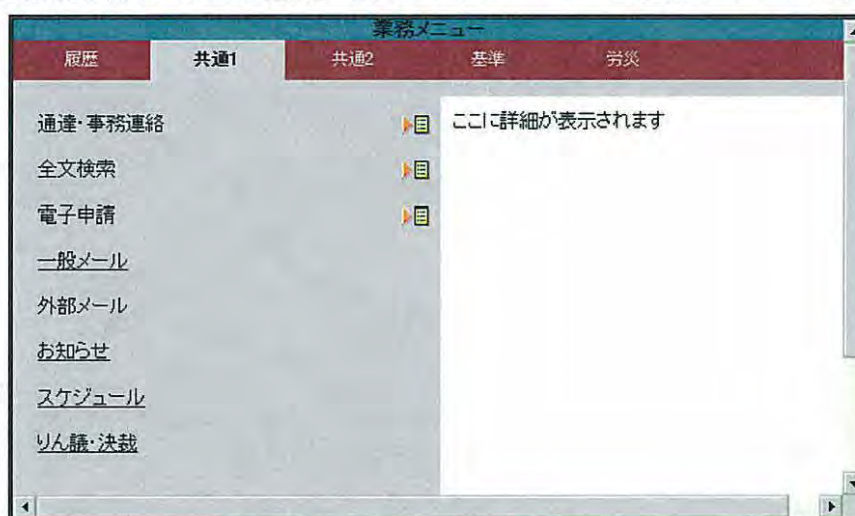 業務メニュー
履歴 共通1 共通2 基準 労災
通達・事務連絡
ここに詳細が表示されます
全文検索
電子申請
一般メール
外部メール
お知らせ
スケジュール
りん議・決裁